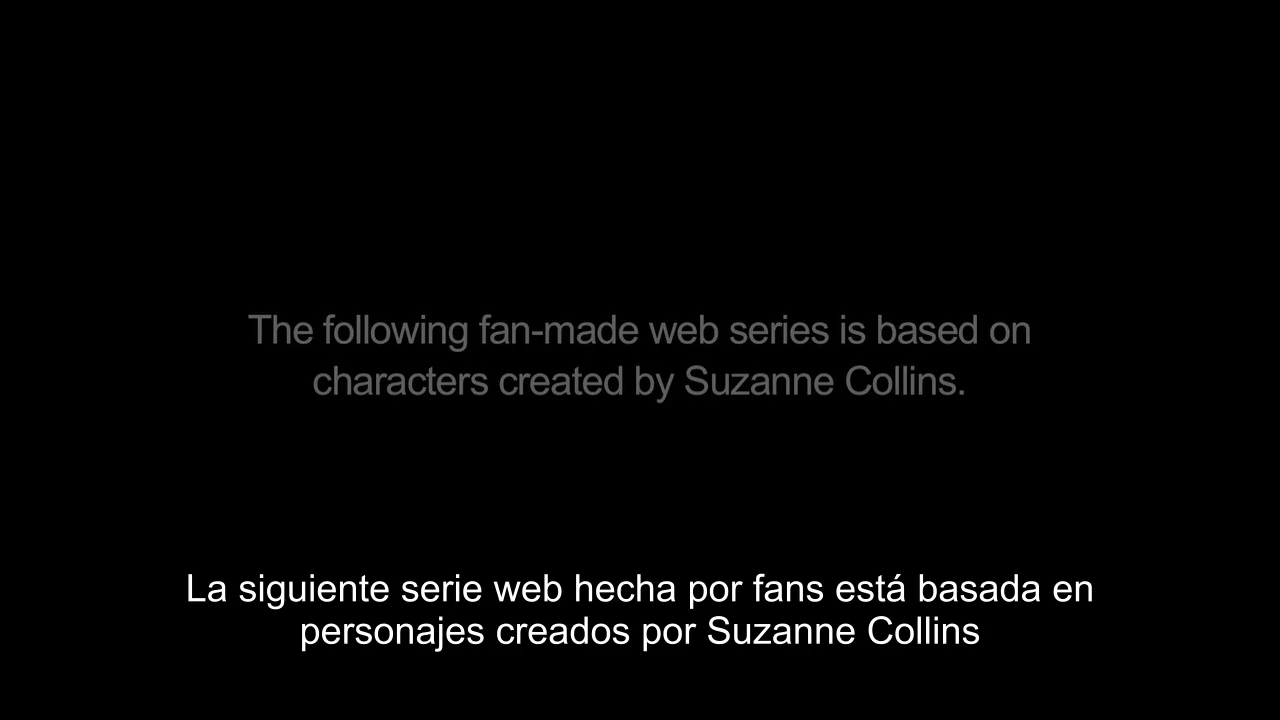 The following fan-made web series is based on
characters created by Suzanne Collins.
La siguiente serie web hecha por fans está basada en
personajes creados por Suzanne Collins